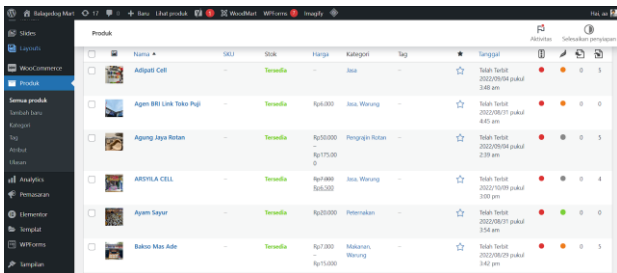 Balapedog Mart 17 0 + Baru Lihat produk 1 WoodMart WPForms 3 Imagify
Hai, as
Slides
Layouts
WooCommerce
Produk
Semua produk
Tambah baru
Kategori
Tag
Atribut
Ulasan
Analytics
Pemasaran
Elementor
Templat
WPForms
Tampilan
Produk
Aktivitas
Selesaikan penyiapan
Nama SKU Stok Harga Kategori Tag Tanggal
Adipati Cell – Tersedia – Jasa – Telah Terbit 0 5
2022/09/04 pukul
3:48 am
Agen BRI Link Toko Puji – Tersedia Rp6.000 Jasa, Warung – Telah Terbit 0 0
2022/08/31 pukul
4:45 am
Agung Jaya Rotan – Tersedia Rp50.000 Pengrajin Rotan – Telah Terbit 0 5
– 2022/09/04 pukul
Rp175.00 2:39 am
0
ARSYILA CELL – Tersedia Rp7.000 Jasa, Warung – Telah Terbit 0 4
Rp6.500 2022/10/09 pukul
3:00 pm
Ayam Sayur – Tersedia Rp20.000 Peternakan – Telah Terbit 0 0
2022/08/31 pukul
3:54 am
Bakso Mas Ade – Tersedia Rp7.000 Makanan, – Telah Terbit 0 5
– Warung 2022/08/29 pukul
Rp15.000 3:42 pm